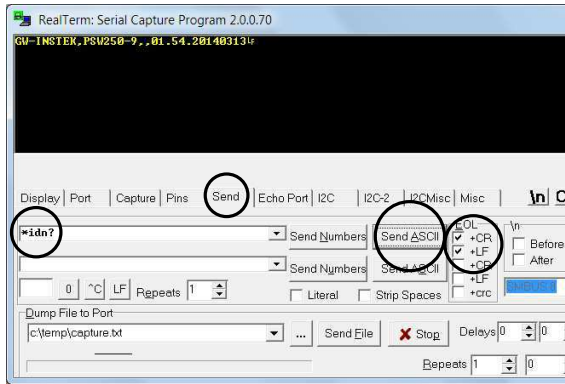 RealTerm: Serial Capture Program 2.0.0.70
GW-INSTEK,PSW250-9,,01.54.20140313
Display Port Capture Pins Send Echo Port I2C I2C-2 I2CMisc Misc \n
*idn? Send Numbers Send ASCII
EOL
+CR
+LF
\n
Before
After
Send Numbers Send ASCII
+CR
+LF
+crc
0 ^C LF Repeats 1 Literal Strip Spaces
Dump File to Port
c:\temp\capture.txt ... Send File Stop Delays 0 0
Repeats 1 0